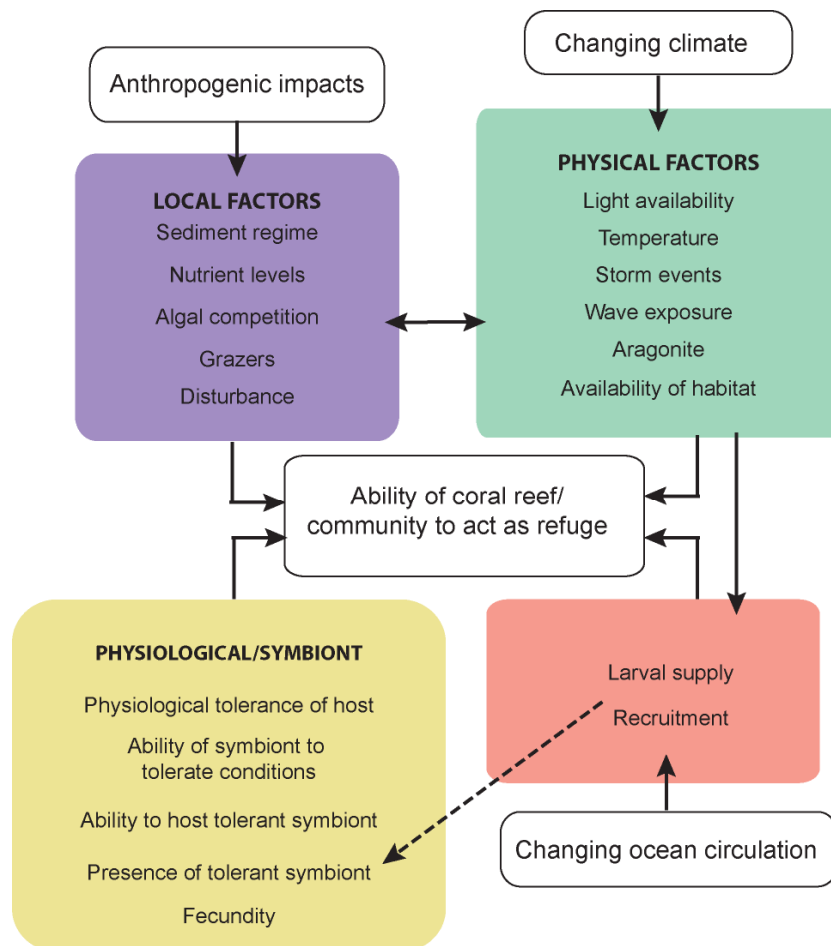 Changing climate
Anthropogenic impacts
PHYSICAL FACTORS
Light availability
Temperature
Storm events
Wave exposure
Aragonite
Availability of habitat
LOCAL FACTORS
Sediment regime
Nutrient levels
Algal competition
Grazers
Disturbance
Ability of coral reef/
community to act as refuge
PHYSIOLOGICAL/SYMBIONT
Physiological tolerance of host
Ability of symbiont to
tolerate conditions
Ability to host tolerant symbiont
Presence of tolerant symbiont
Fecundity
Larval supply
Recruitment
Changing ocean circulation